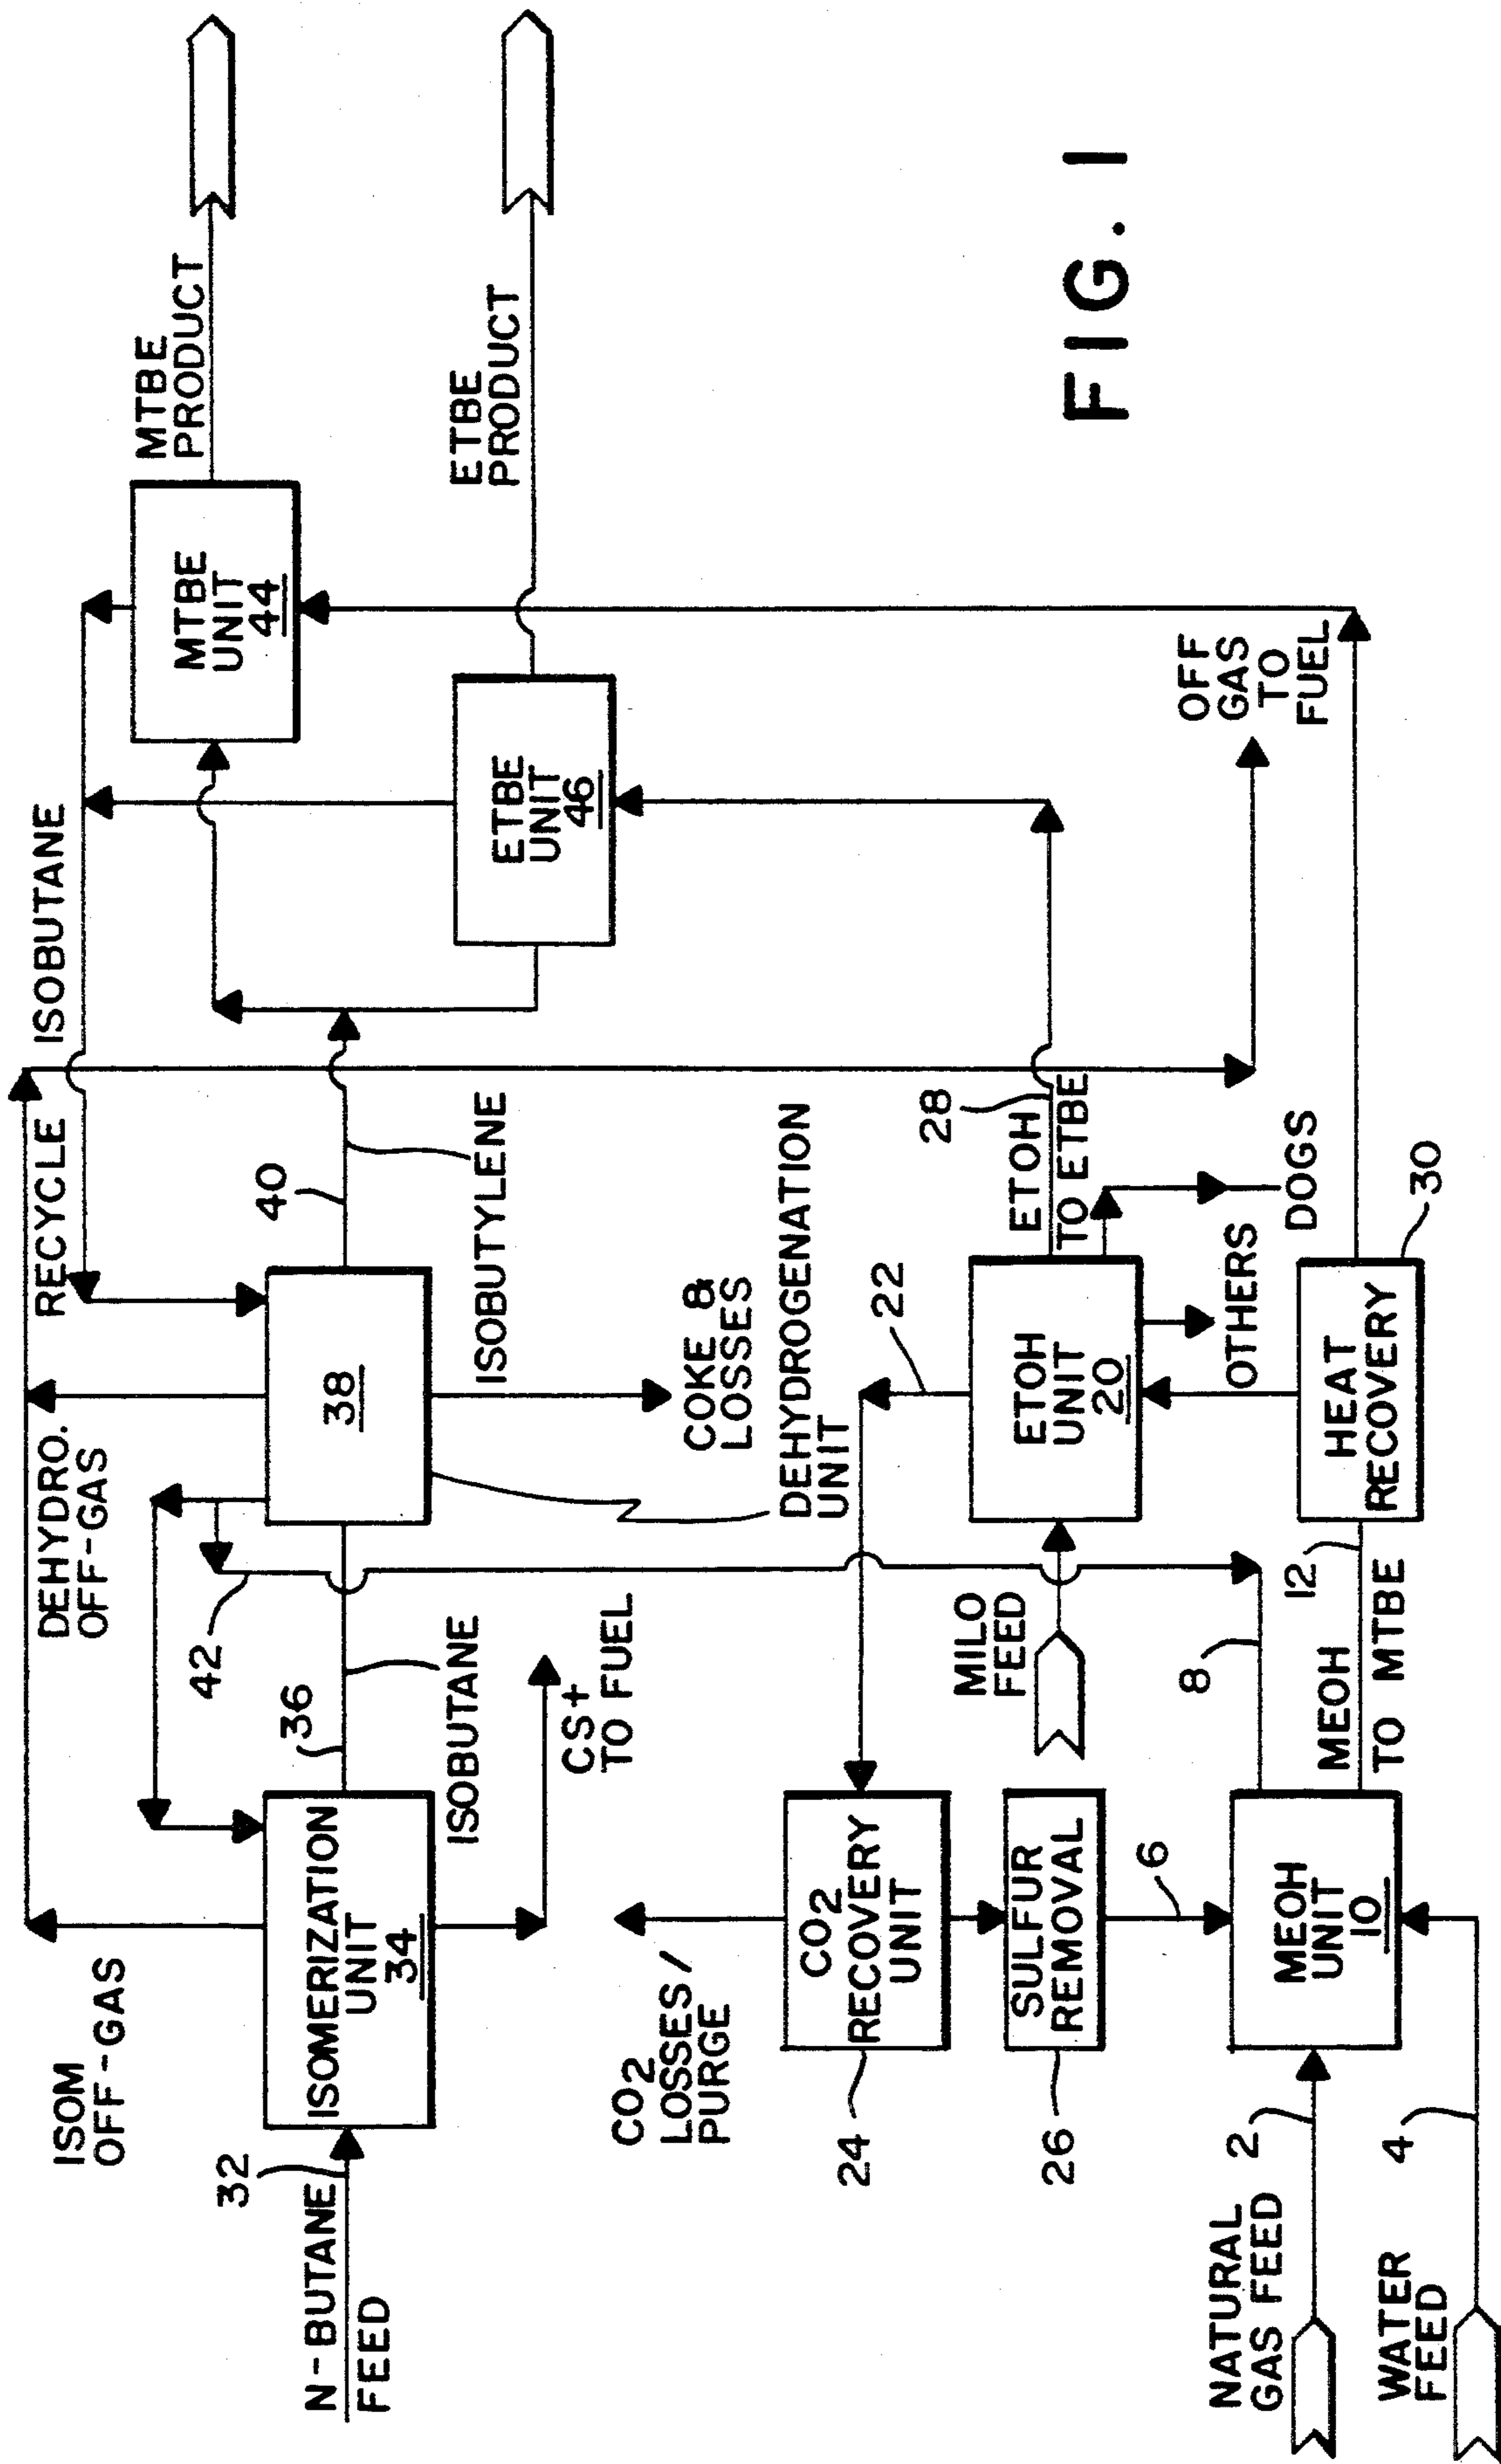 ISOM
OFF-GAS
DEHYDRO.
OFF-GAS
RECYCLE ISOBUTANE
MTBE
PRODUCT
32
N-BUTANE
FEED
ISOMERIZATION
UNIT
34
36
ISOBUTANE
42
38
40
ISOBUTYLENE
MTBE
UNIT
44
ETBE
UNIT
46
ETBE
PRODUCT
CS+
TO FUEL
COKE &
LOSSES
DEHYDROGENATION
UNIT
CO2
LOSSES/
PURGE
24
CO2
RECOVERY
UNIT
22
26
SULFUR
REMOVAL
MILO
FEED
ETOH
UNIT
20
28
ETOH
TO ETBE
OTHERS
DOGS
OFF
GAS
TO
FUEL
6
8
NATURAL
GAS FEED
2
MEOH
UNIT
10
MEOH
TO MTBE
12
HEAT
RECOVERY
30
WATER
FEED
4
FIG. 1